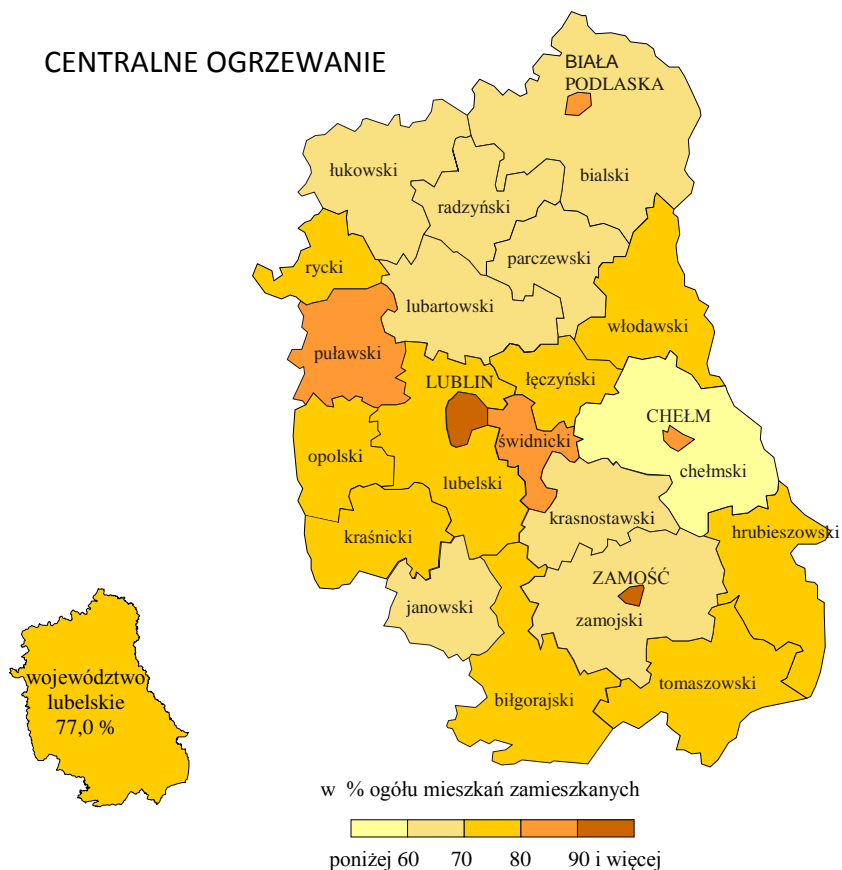 CENTRALNE OGRZEWANIE
BIAŁA
PODLASKA
łukowski
bialski
radzyński
parczewski
rycki
lubartowski
włodawski
puławski
łęczyński
LUBLIN
CHEŁM
świdnicki
opolski
lubelski
chełmski
krasnostawski
hrubieszowski
kraśnicki
ZAMOŚĆ
janowski
zamojski
województwo
lubelskie
77,0 %
tomaszowski
biłgorajski
w % ogółu mieszkań zamieszkanych
poniżej 60 70 80 90 i więcej